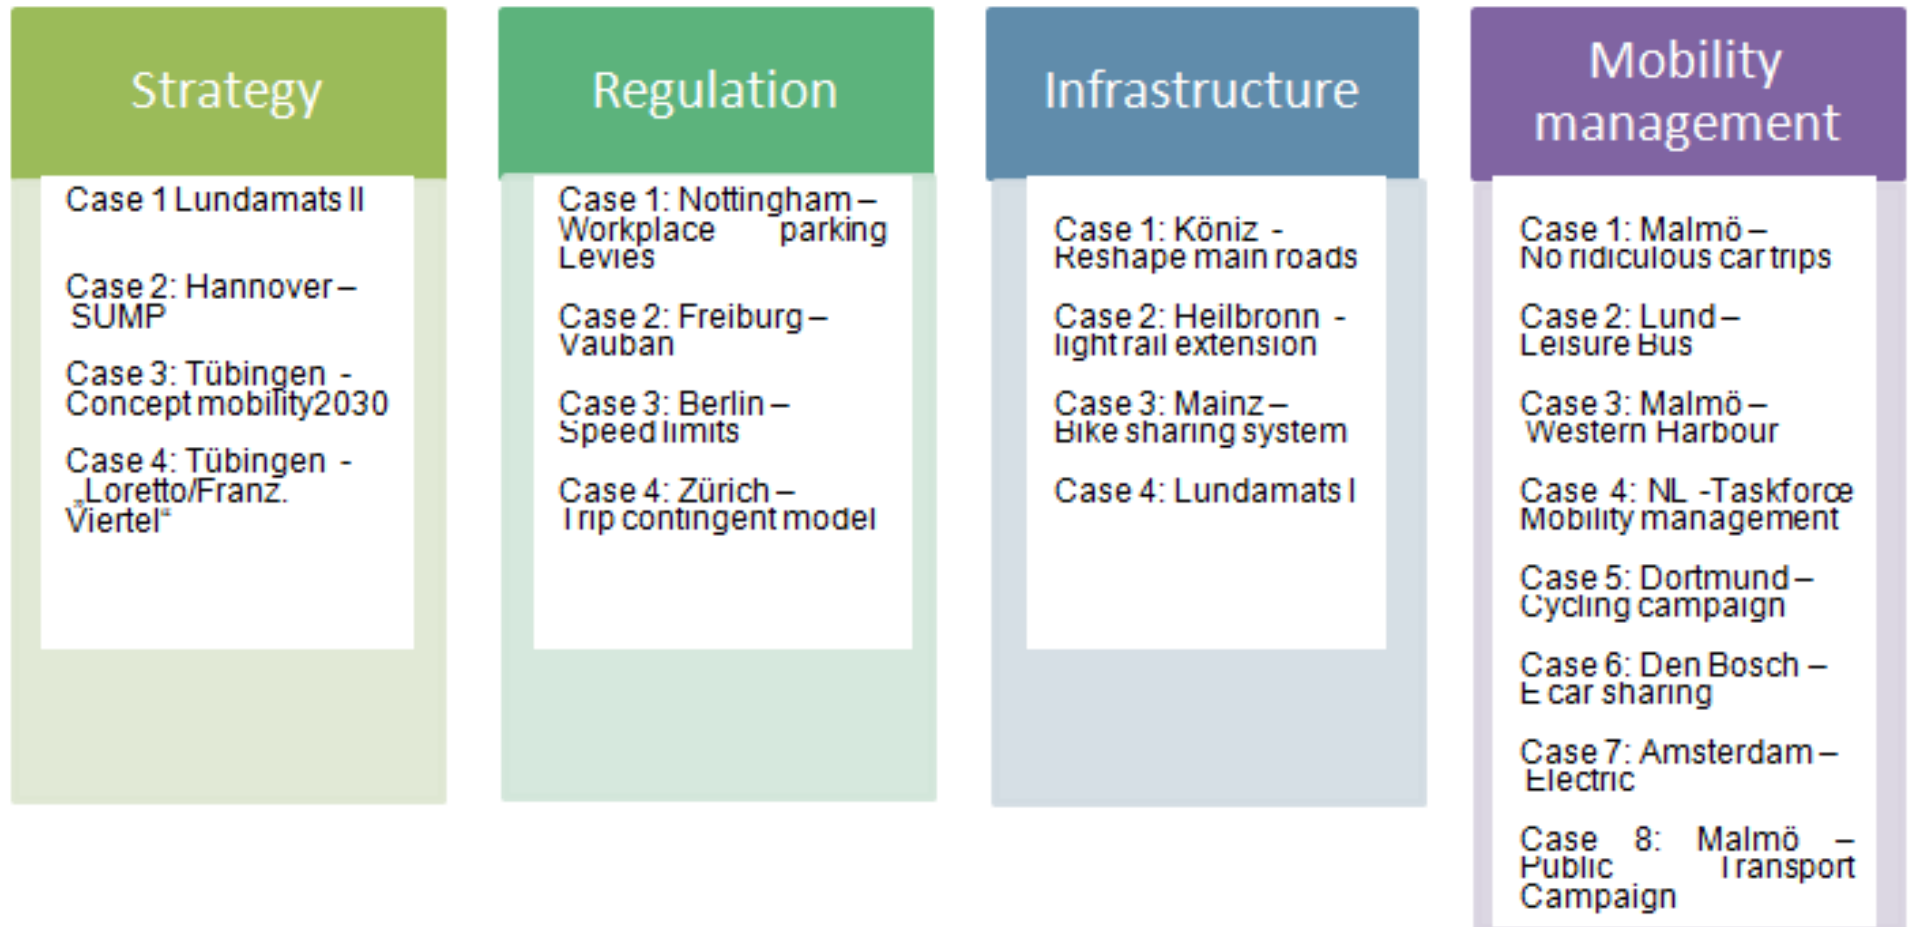 Strategy
Case 1 Lundamats II
Case 2: Hannover –
SUMP
Case 3: Tübingen -
Concept mobility2030
Case 4: Tübingen -
„Loretto/Franz.
Viertel“
Regulation
Case 1: Nottingham –
Workplace parking
Levies
Case 2: Freiburg –
Vauban
Case 3: Berlin –
Speed limits
Case 4: Zürich –
Trip contingent model
Infrastructure
Case 1: Köniz -
Reshape main roads
Case 2: Heilbronn -
light rail extension
Case 3: Mainz –
Bike sharing system
Case 4: Lundamats I
Mobility
management
Case 1: Malmö –
No ridiculous car trips
Case 2: Lund –
Leisure Bus
Case 3: Malmö –
Western Harbour
Case 4: NL -Taskforce
Mobility management
Case 5: Dortmund –
Cycling campaign
Case 6: Den Bosch –
E car sharing
Case 7: Amsterdam –
Electric
Case 8: Malmö –
Public Transport
Campaign